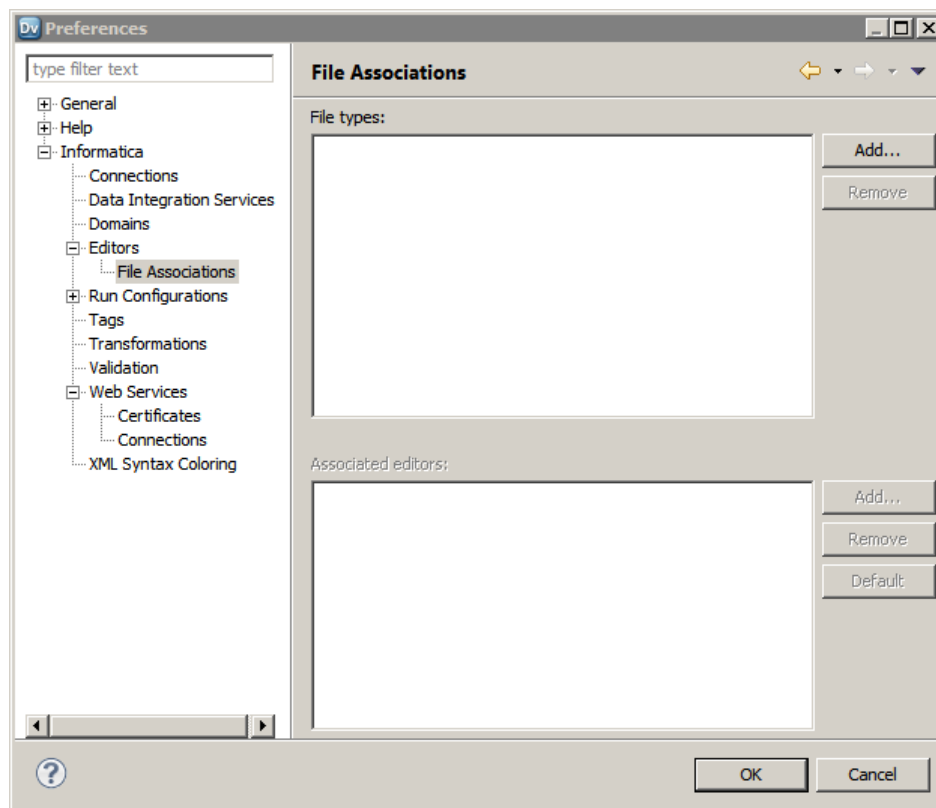 Dv Preferences
type filter text
General
Help
Informatica
Connections
Data Integration Services
Domains
Editors
File Associations
Run Configurations
Tags
Transformations
Validation
Web Services
Certificates
Connections
XML Syntax Coloring
File Associations
File types:
Add...
Remove
Associated editors:
Add...
Remove
Default
?
OK
Cancel